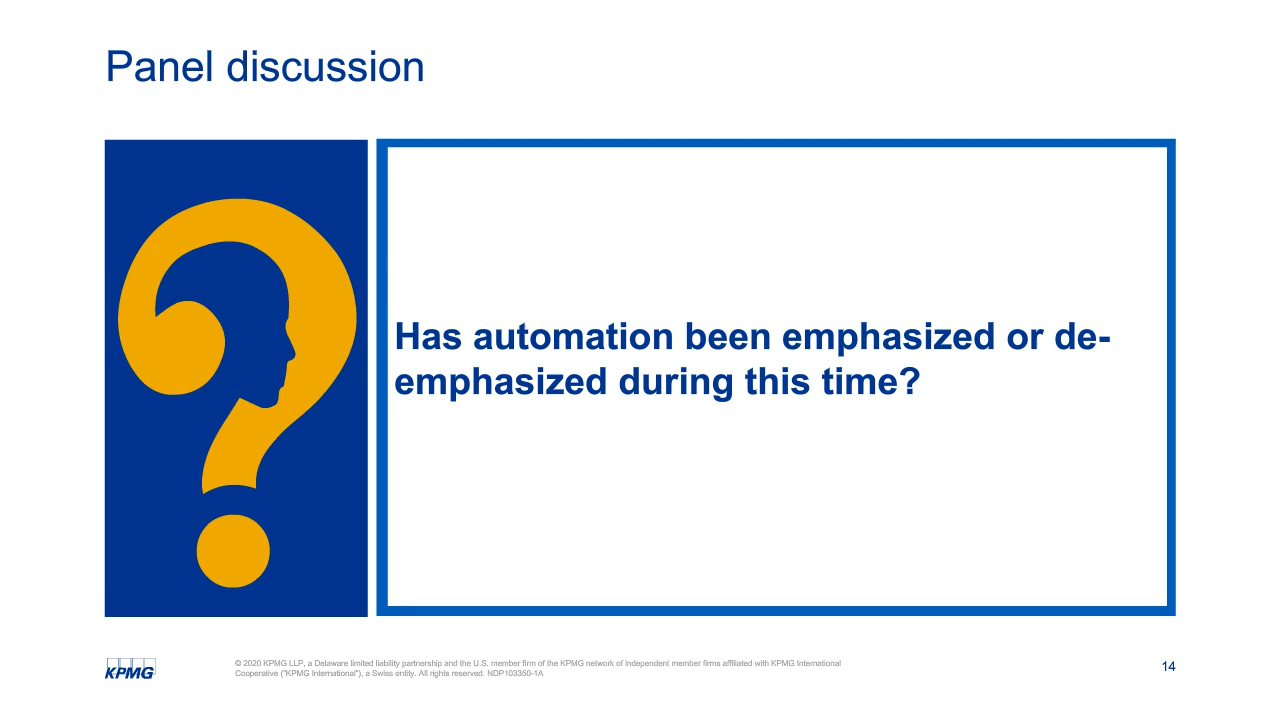 Panel discussion
Has automation been emphasized or de-
emphasized during this time?
KPMG
© 2020 KPMG LLP, a Delaware limited liability partnership and the U.S. member firm of the KPMG network of independent member firms affiliated with KPMG International
Cooperative ("KPMG International"), a Swiss entity. All rights reserved. NDP103350-1A
14